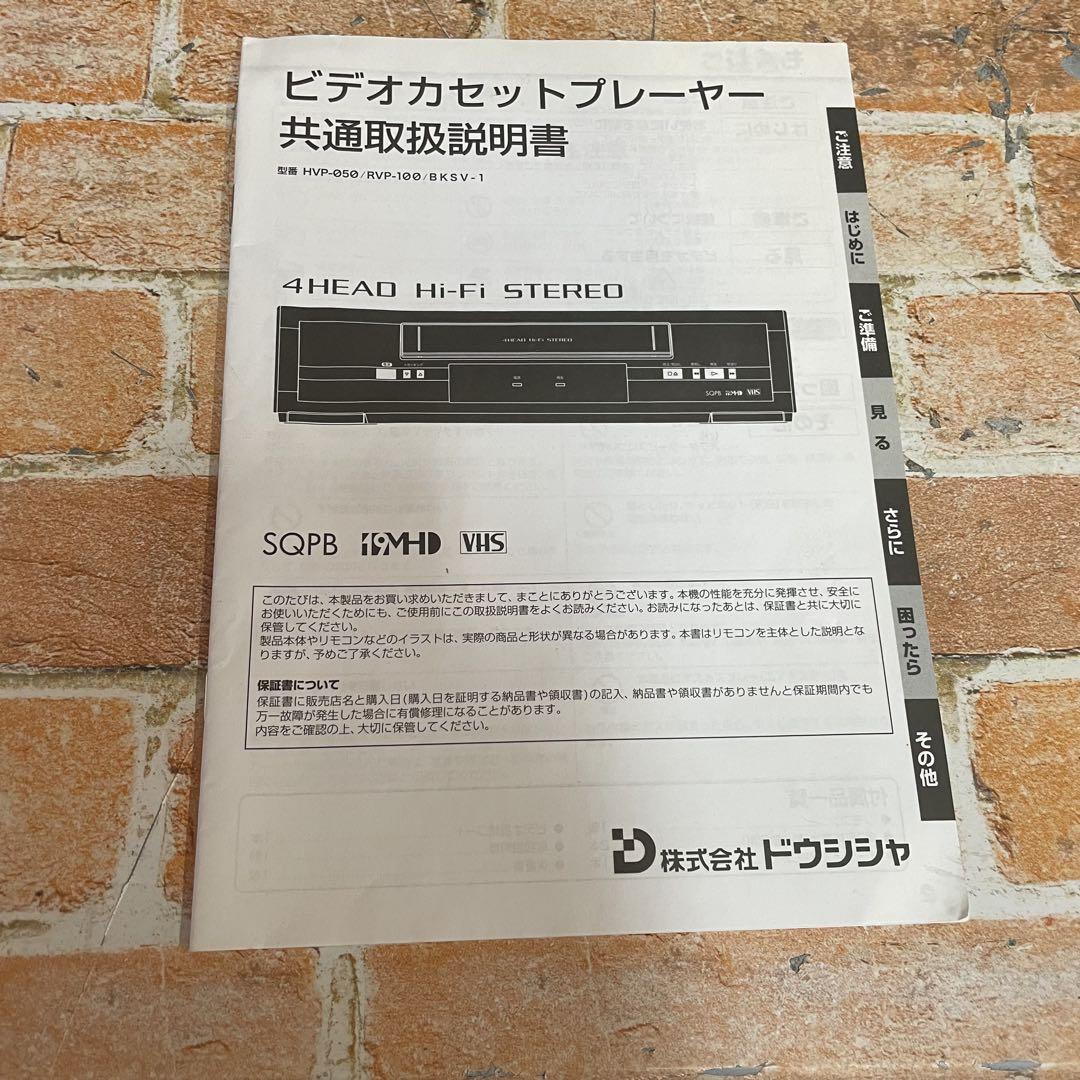 ビデオカセットプレーヤー
共通取扱説明書
型番 HVP-050/RVP-100/BKSV-1
4HEAD Hi-Fi STEREO
4HEAD Hi-Fi STEREO
SQPB 19MHD VHS
SQPB 19MHD VHS
このたびは、本製品をお買い求めいただきまして、まことにありがとうございます。本機の性能を充分に発揮させ、安全に
お使いいただくためにも、ご使用前にこの取扱説明書をよくお読みください。お読みになったあとは、保証書と共に大切に
保管してください。
製品本体やリモコンなどのイラストは、実際の商品と形状が異なる場合があります。本書はリモコンを主体とした説明とな
りますが、予めご了承ください。
保証書について
保証書に販売店名と購入日(購入日を証明する納品書や領収書)の記入、納品書や領収書がありませんと保証期間内でも
万一故障が発生した場合に有償修理になることがあります。
内容をご確認の上、大切に保管してください。
株式会社ドウシシャ
ご注意
はじめに
ご準備
見る
さらに
困ったら
その他
付属品一覧